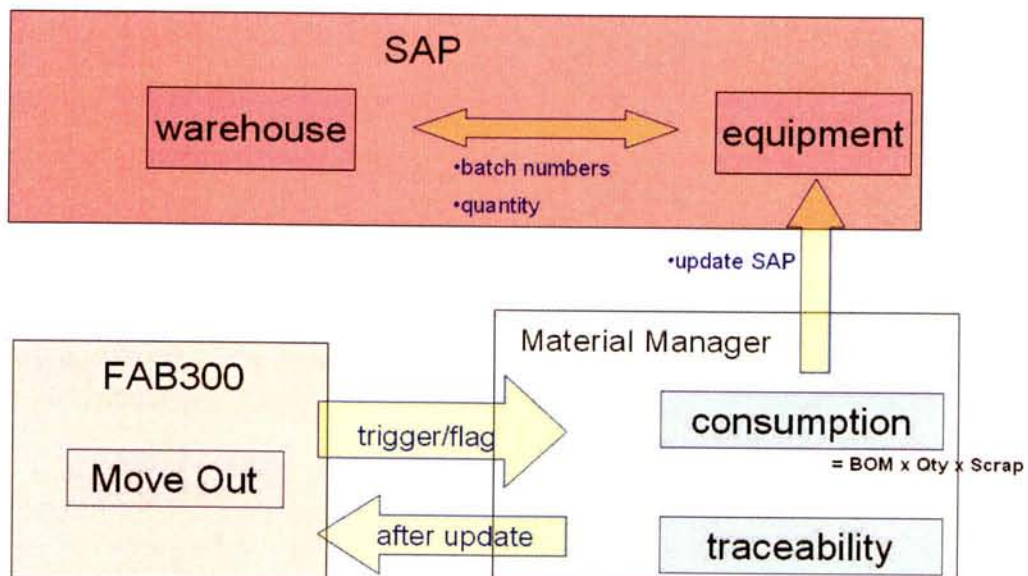 SAP
warehouse
equipment
•batch numbers
•quantity
•update SAP
Material Manager
FAB300
trigger/flag
consumption
= BOM x Qty x Scrap
Move Out
after update
traceability